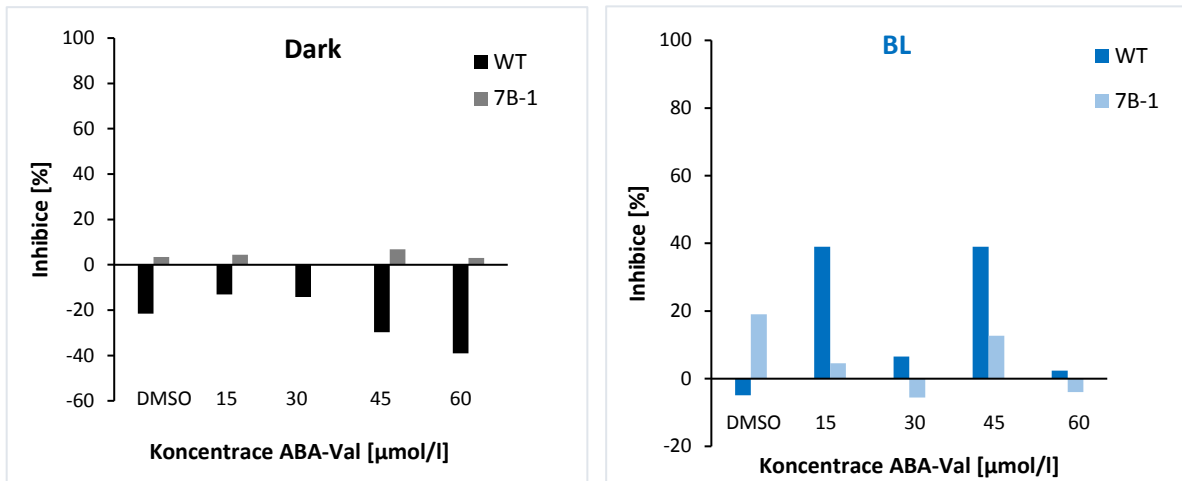 Dark
WT
7B-1
100
80
60
40
20
0
-20
-40
-60
Inhibice [%]
DMSO 15 30 45 60
Koncentrace ABA-Val [µmol/l]
BL
WT
7B-1
100
80
60
40
20
0
-20
Inhibice [%]
DMSO 15 30 45 60
Koncentrace ABA-Val [µmol/l]